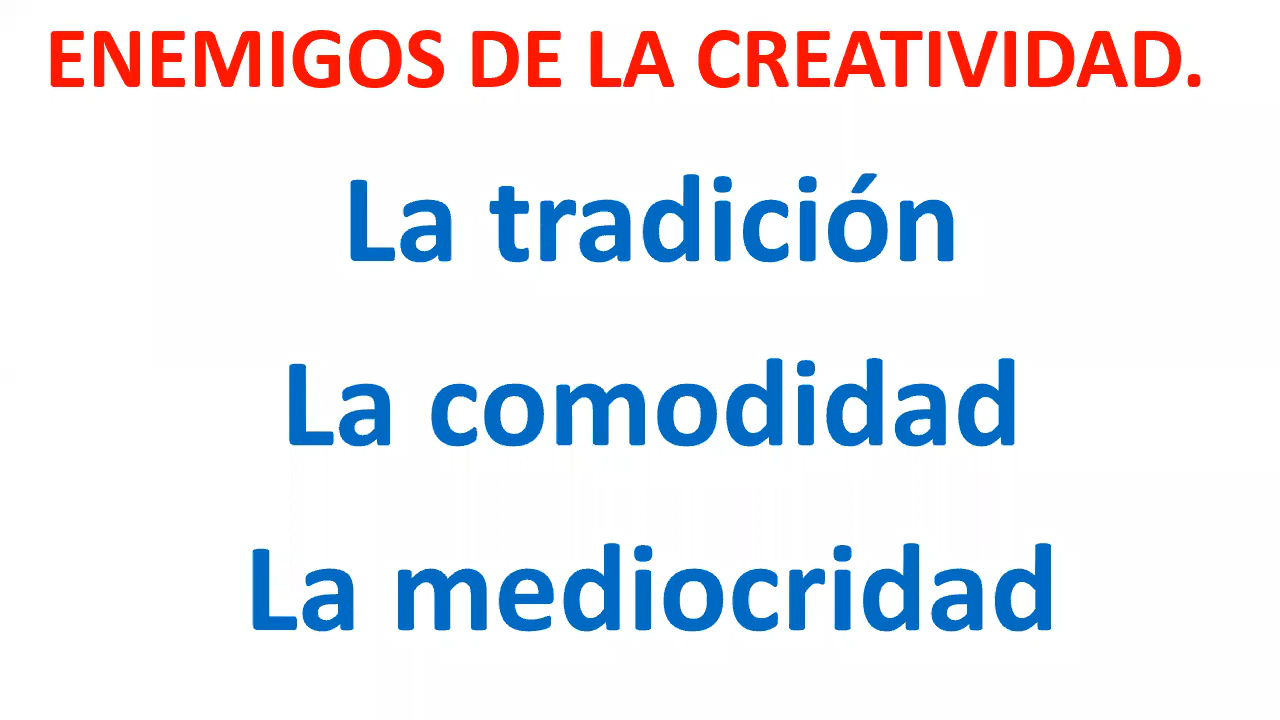 ENEMIGOS DE LA CREATIVIDAD.
La tradición
La comodidad
La mediocridad